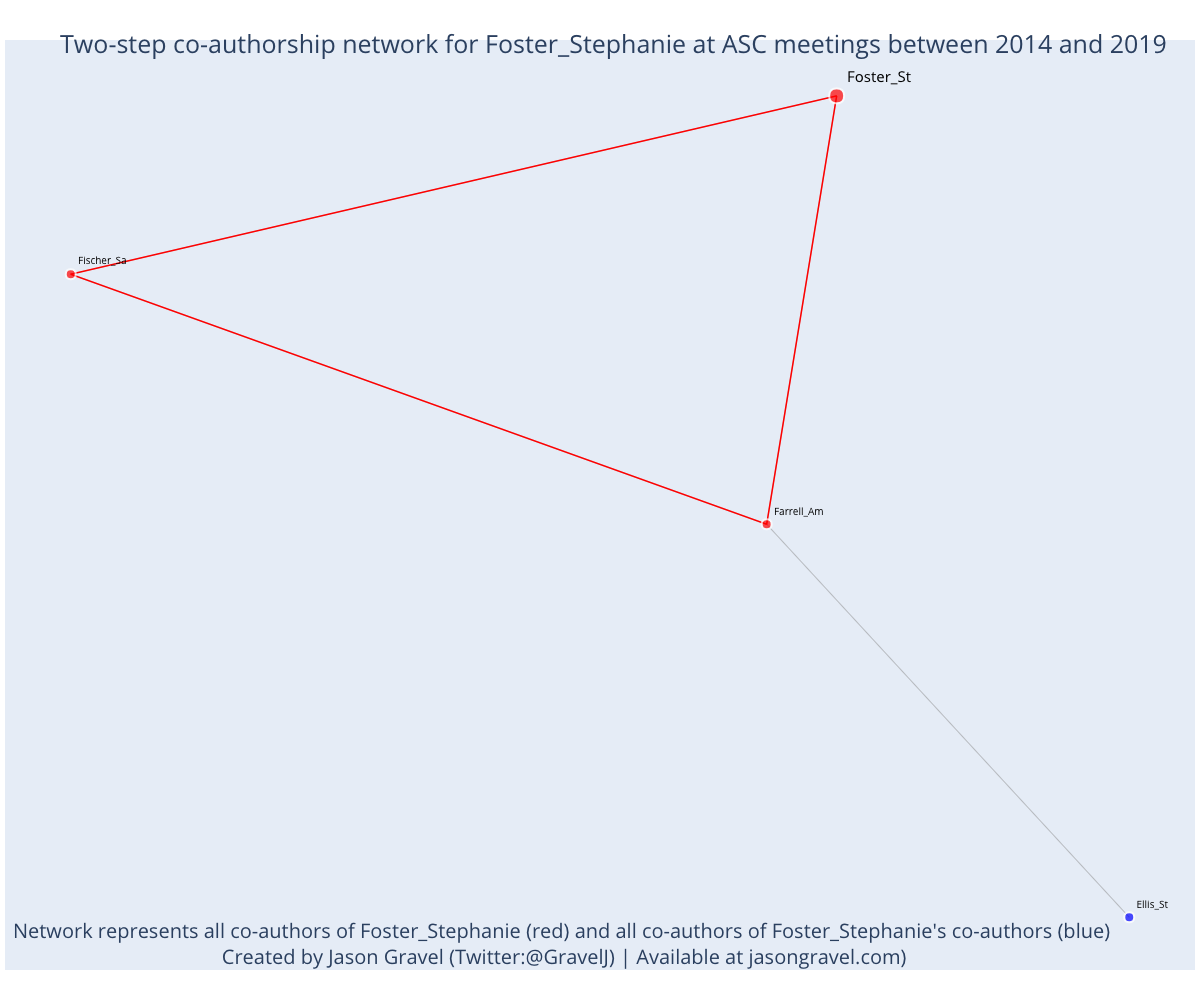 Two-step co-authorship network for Foster_Stephanie at ASC meetings between 2014 and 2019
Foster_St
Fischer_Sa
Farrell_Am
Ellis_St
Network represents all co-authors of Foster_Stephanie (red) and all co-authors of Foster_Stephanie's co-authors (blue)
Created by Jason Gravel (Twitter:@GravelJ) | Available at jasongravel.com)